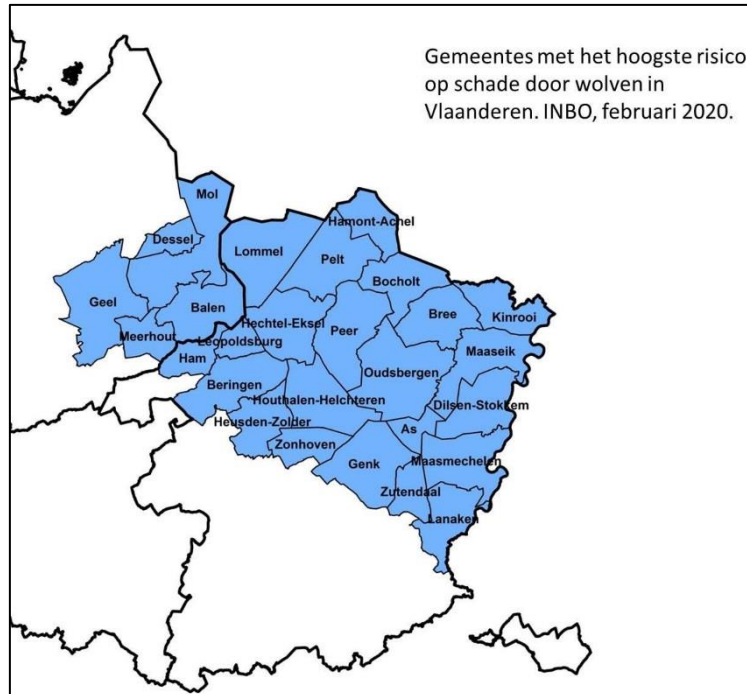 Gemeentes met het hoogste risico
op schade door wolven in
Vlaanderen. INBO, februari 2020.
Mol
Hamont-Achel
Dessel
Lommel
Pelt
Bocholt
Geel
Balen
Bree
Kinrooi
Hechtel-Eksel
Meerhout
Leopoldsburg
Peer
Maaseik
Ham
Oudsbergen
Beringen
Houthalen-Helchteren
Dilsen-Stokkem
Heusden-Zolder
As
Zonhoven
Genk
Maasmechelen
Zutendaal
Lanaken